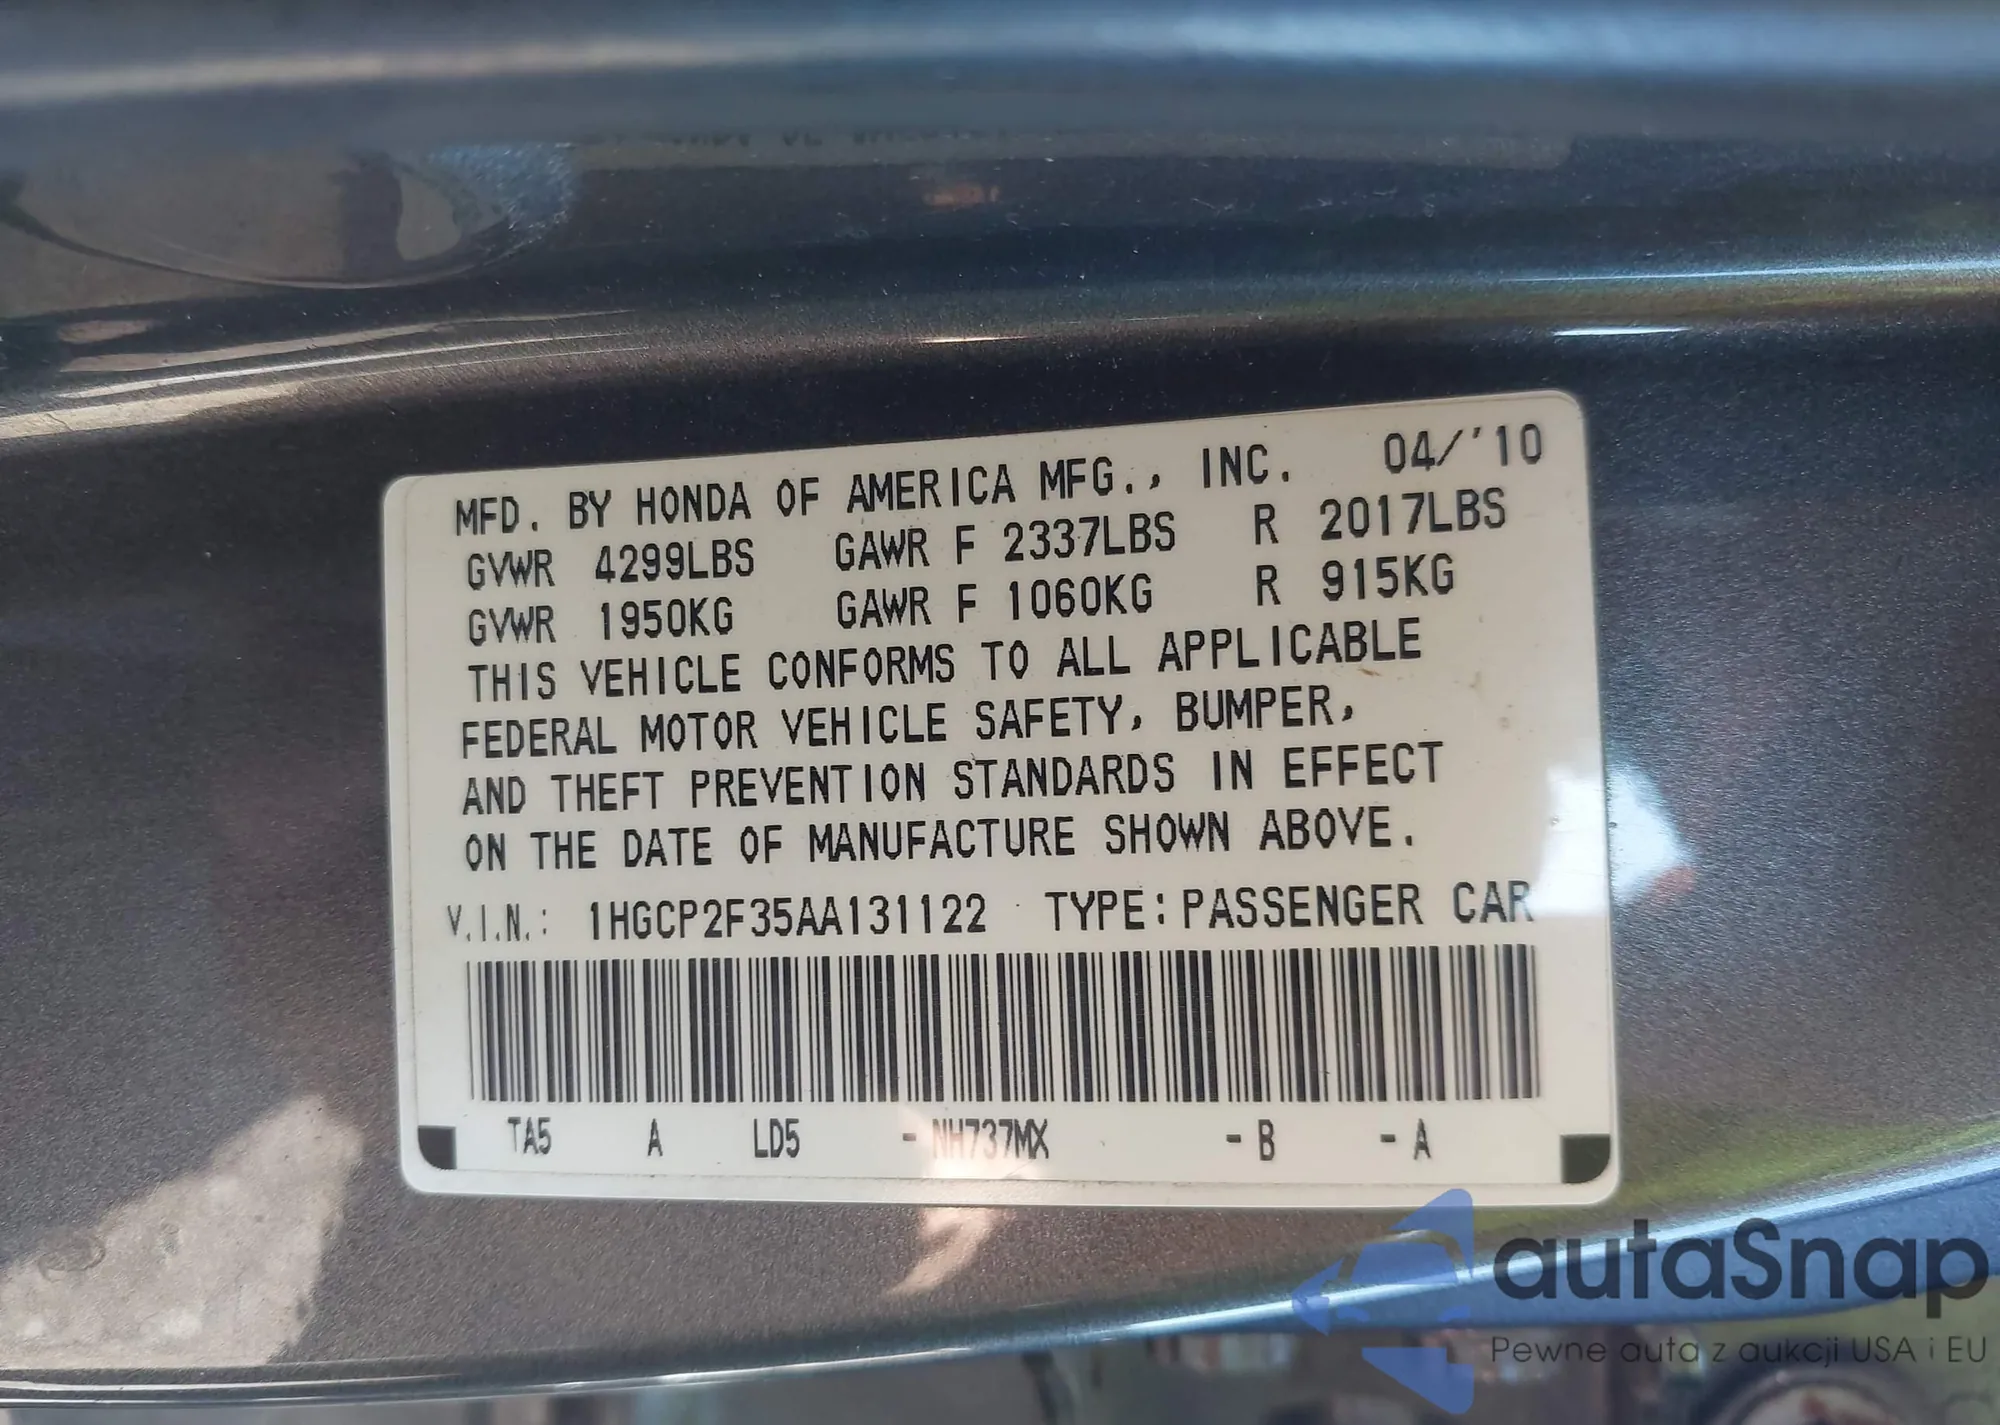 MFD. BY HONDA OF AMERICA MFG., INC. 04/'10
GVWR 4299LBS GAWR F 2337LBS R 2017LBS
GVWR 1950KG GAWR F 1060KG R 915KG
THIS VEHICLE CONFORMS TO ALL APPLICABLE
FEDERAL MOTOR VEHICLE SAFETY, BUMPER,
AND THEFT PREVENTION STANDARDS IN EFFECT
ON THE DATE OF MANUFACTURE SHOWN ABOVE.
V.I.N.: 1HGCP2F35AA131122 TYPE:PASSENGER CAR
TA5 A LD5 -NH737MX -B -A
autaSnap
Pewne auta z aukcji USA i EU